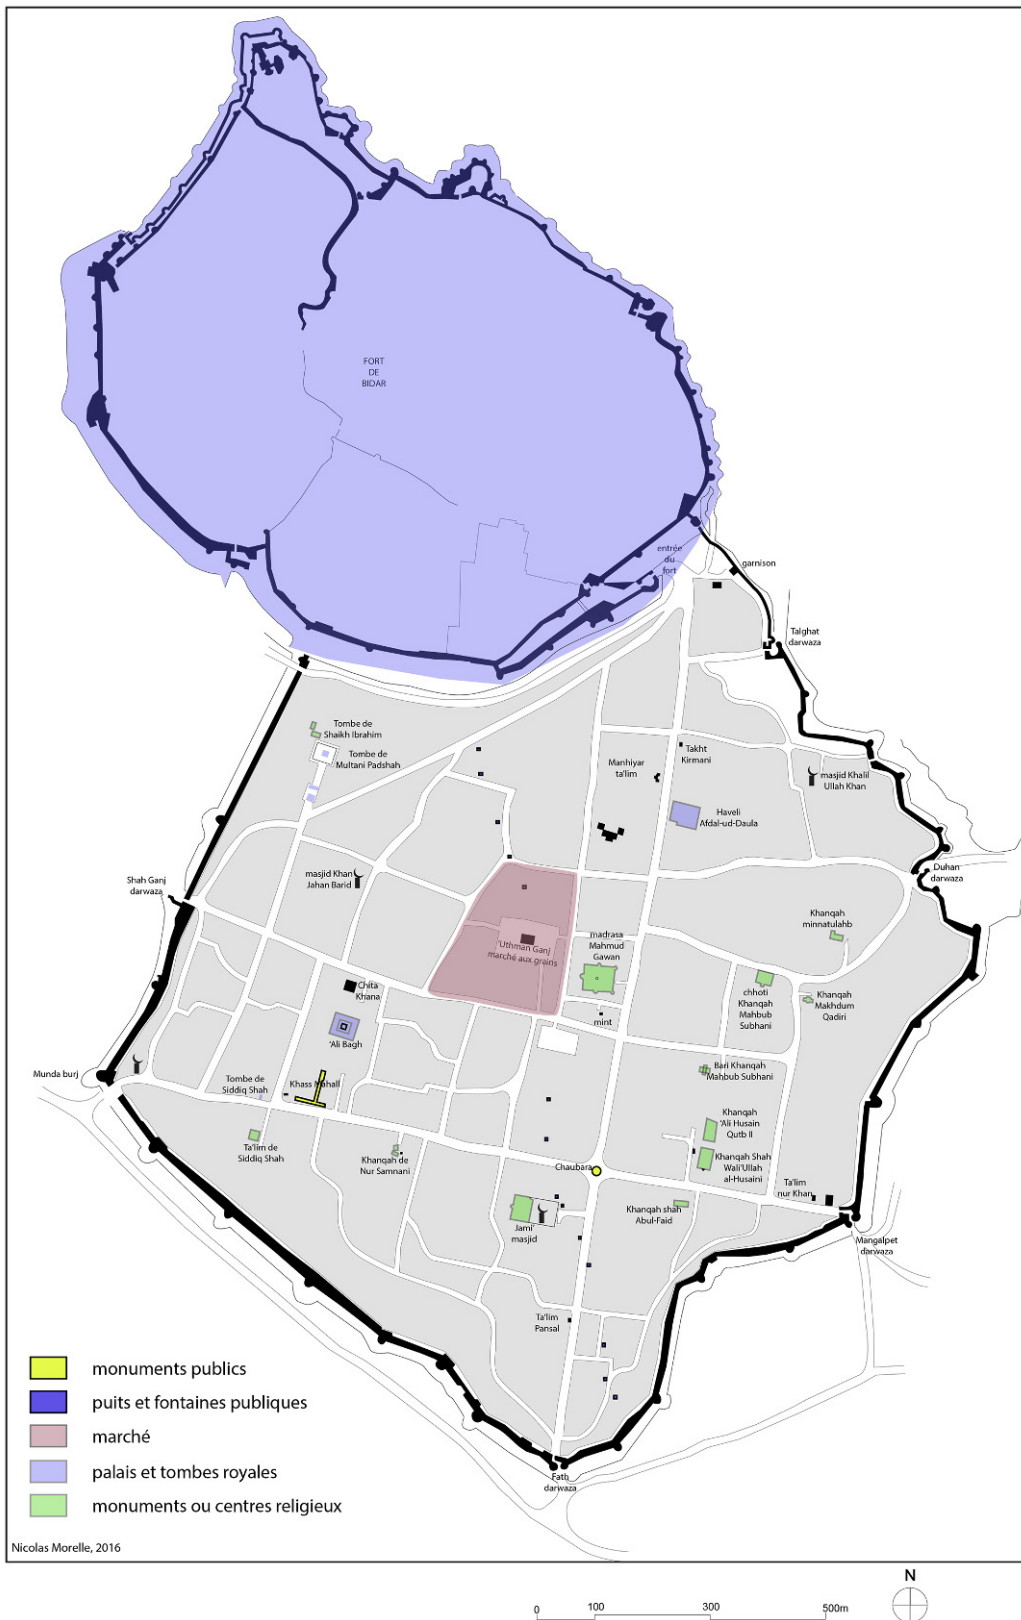 FORT
DE
BIDAR
entrée
du
fort
garnison
Talghat
darwaza
Tombe de
Shaikh Ibrahim
Tombe de
Multani Padshah
Manhiyar
ta'lim
Takht
Kirmani
masjid Khalil
Ullah Khan
Haveli
Afdal-ud-Daula
Shah Ganj
darwaza
masjid Khan
Jahan Barid
Duhan
darwaza
Khanqah
minnatulahb
'Uthman Ganj
marché aux grains
madrasa
Mahmud
Gawan
Chita
Khana
chhoti
Khanqah
Mahbub
Subhani
Khanqah
Makhdum
Qadiri
mint
'Ali Bagh
Munda burj
Tombe de
Siddiq Shah
Khass Mahall
Bari Khanqah
Mahbub Subhani
Khanqah
'Ali Husain
Qutb II
Ta'lim de
Siddiq Shah
Khanqah de
Nur Samnani
Chaubara
Khanqah Shah
Wali'Ullah
al-Husaini
Ta'lim
nur Khan
Jami'
masjid
Khanqah shah
Abul-Faid
Mangalpet
darwaza
Ta'lim
Pansal
Fath
darwaza
monuments publics
puits et fontaines publiques
marché
palais et tombes royales
monuments ou centres religieux
Nicolas Morelle, 2016
N
0 100 300 500m